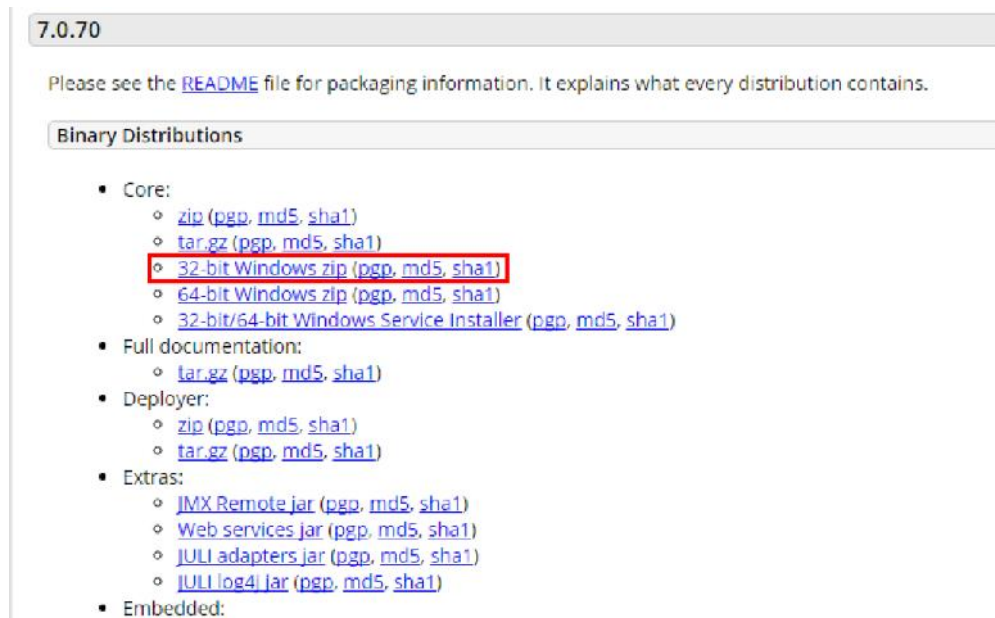 7.0.70
Please see the README file for packaging information. It explains what every distribution contains.
Binary Distributions
• Core:
◦ zip (pgp, md5, sha1)
◦ tar.gz (pgp, md5, sha1)
◦ 32-bit Windows zip (pgp, md5, sha1)
◦ 64-bit Windows zip (pgp, md5, sha1)
◦ 32-bit/64-bit Windows Service Installer (pgp, md5, sha1)
• Full documentation:
◦ tar.gz (pgp, md5, sha1)
• Deployer:
◦ zip (pgp, md5, sha1)
◦ tar.gz (pgp, md5, sha1)
• Extras:
◦ JMX Remote jar (pgp, md5, sha1)
◦ Web services jar (pgp, md5, sha1)
◦ JULI adapters jar (pgp, md5, sha1)
◦ JULI log4j jar (pgp, md5, sha1)
• Embedded: